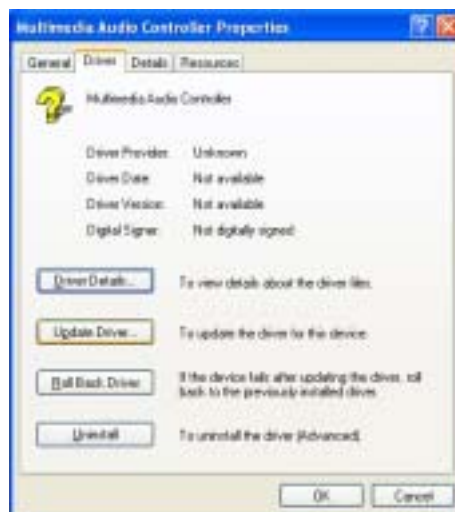 Multimedia Audio Controller Properties
General Driver Details Resources
Multimedia Audio Controller
Driver Provider: Unknown
Driver Date: Not available
Driver Version: Not available
Digital Signer: Not digitally signed
Driver Details... To view details about the driver files.
Update Driver... To update the driver for this device.
Roll Back Driver If the device fails after updating the driver, roll
back to the previously installed driver.
Uninstall To uninstall the driver (Advanced).
OK Cancel